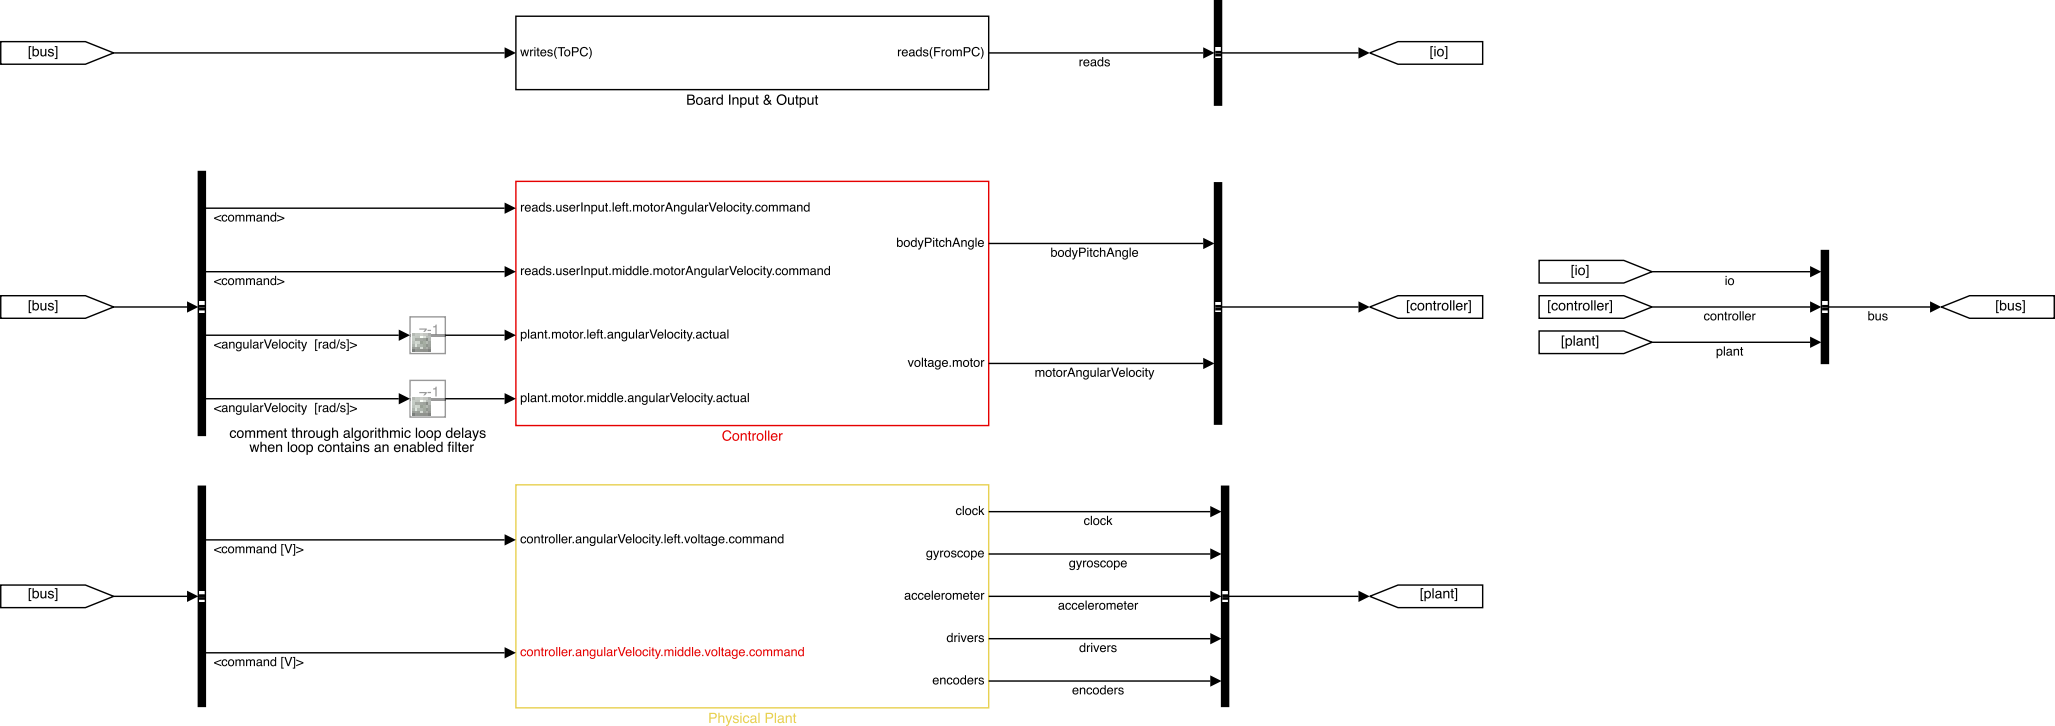 [bus]
writes(ToPC)
reads(FromPC)
reads
[io]
Board Input & Output
[bus]
<command>
<command>
<angularVelocity  [rad/s]>
<angularVelocity  [rad/s]>
comment through algorithmic loop delays
when loop contains an enabled filter
reads.userInput.left.motorAngularVelocity.command
reads.userInput.middle.motorAngularVelocity.command
plant.motor.left.angularVelocity.actual
plant.motor.middle.angularVelocity.actual
bodyPitchAngle
voltage.motor
Controller
bodyPitchAngle
motorAngularVelocity
[controller]
[io]
[controller]
[plant]
io
controller
plant
bus
[bus]
[bus]
<command [V]>
<command [V]>
controller.angularVelocity.left.voltage.command
controller.angularVelocity.middle.voltage.command
clock
gyroscope
accelerometer
drivers
encoders
Physical Plant
clock
gyroscope
accelerometer
drivers
encoders
[plant]